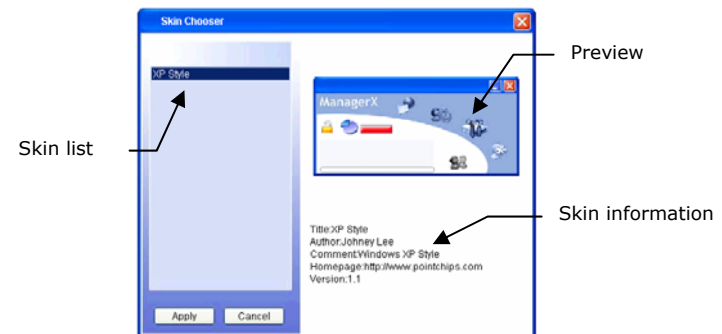 Skin Chooser
Preview
XP Style
ManagerX
Skin list
Skin information
Title:XP Style
Author:Johney Lee
Comment:Windows XP Style
Homepage:http://www.pointchips.com
Version:1.1
Apply
Cancel